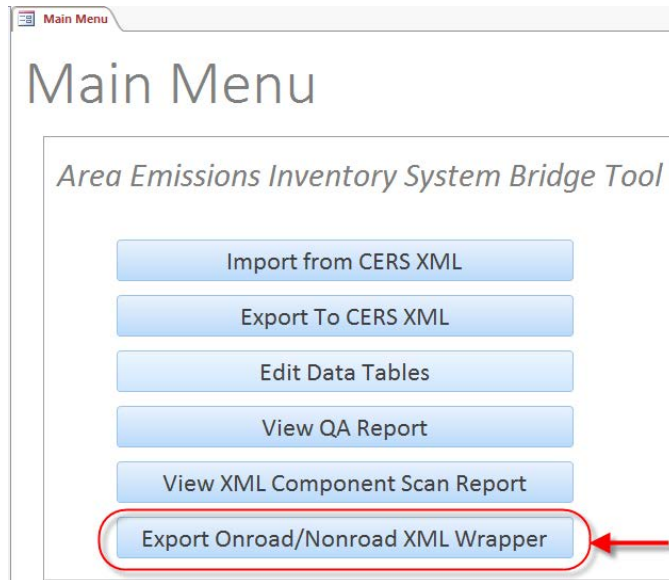 Main Menu
Main Menu
Area Emissions Inventory System Bridge Tool
Import from CERS XML
Export To CERS XML
Edit Data Tables
View QA Report
View XML Component Scan Report
Export Onroad/Nonroad XML Wrapper